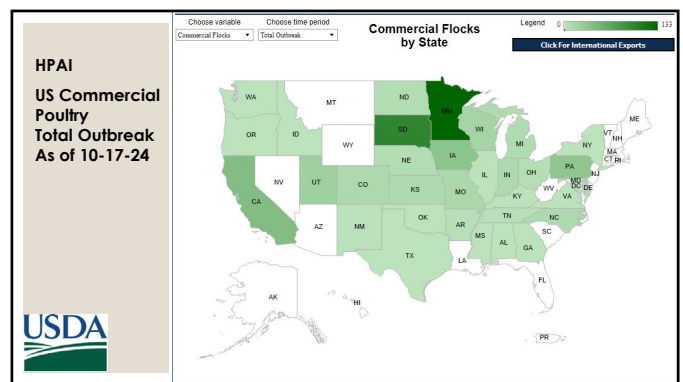 HPAI
US Commercial
Poultry
Total Outbreak
As of 10-17-24
USDA
Choose variable
Choose time period
Commercial Flocks
Total Outbreak
Commercial Flocks
by State
Legend
0
133
Click For International Exports
WA
MT
ND
MN
ME
OR
ID
SD
WI
MI
VT
NH
NY
MA
CT
RI
WY
NE
IA
PA
NJ
NV
UT
CO
IL
IN
OH
MD
DC
DE
WV
VA
CA
KS
MO
KY
AZ
NM
OK
AR
TN
NC
SC
TX
MS
AL
GA
LA
FL
AK
HI
PR